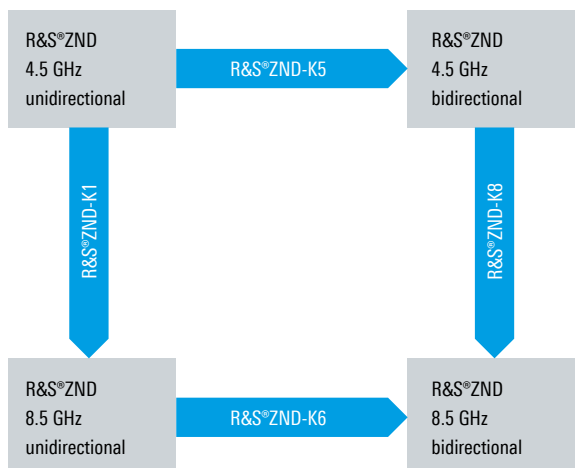 R&S®ZND
4.5 GHz
unidirectional
R&S®ZND-K5
R&S®ZND
4.5 GHz
bidirectional
R&S®ZND-K1
R&S®ZND-K8
R&S®ZND
8.5 GHz
unidirectional
R&S®ZND-K6
R&S®ZND
8.5 GHz
bidirectional